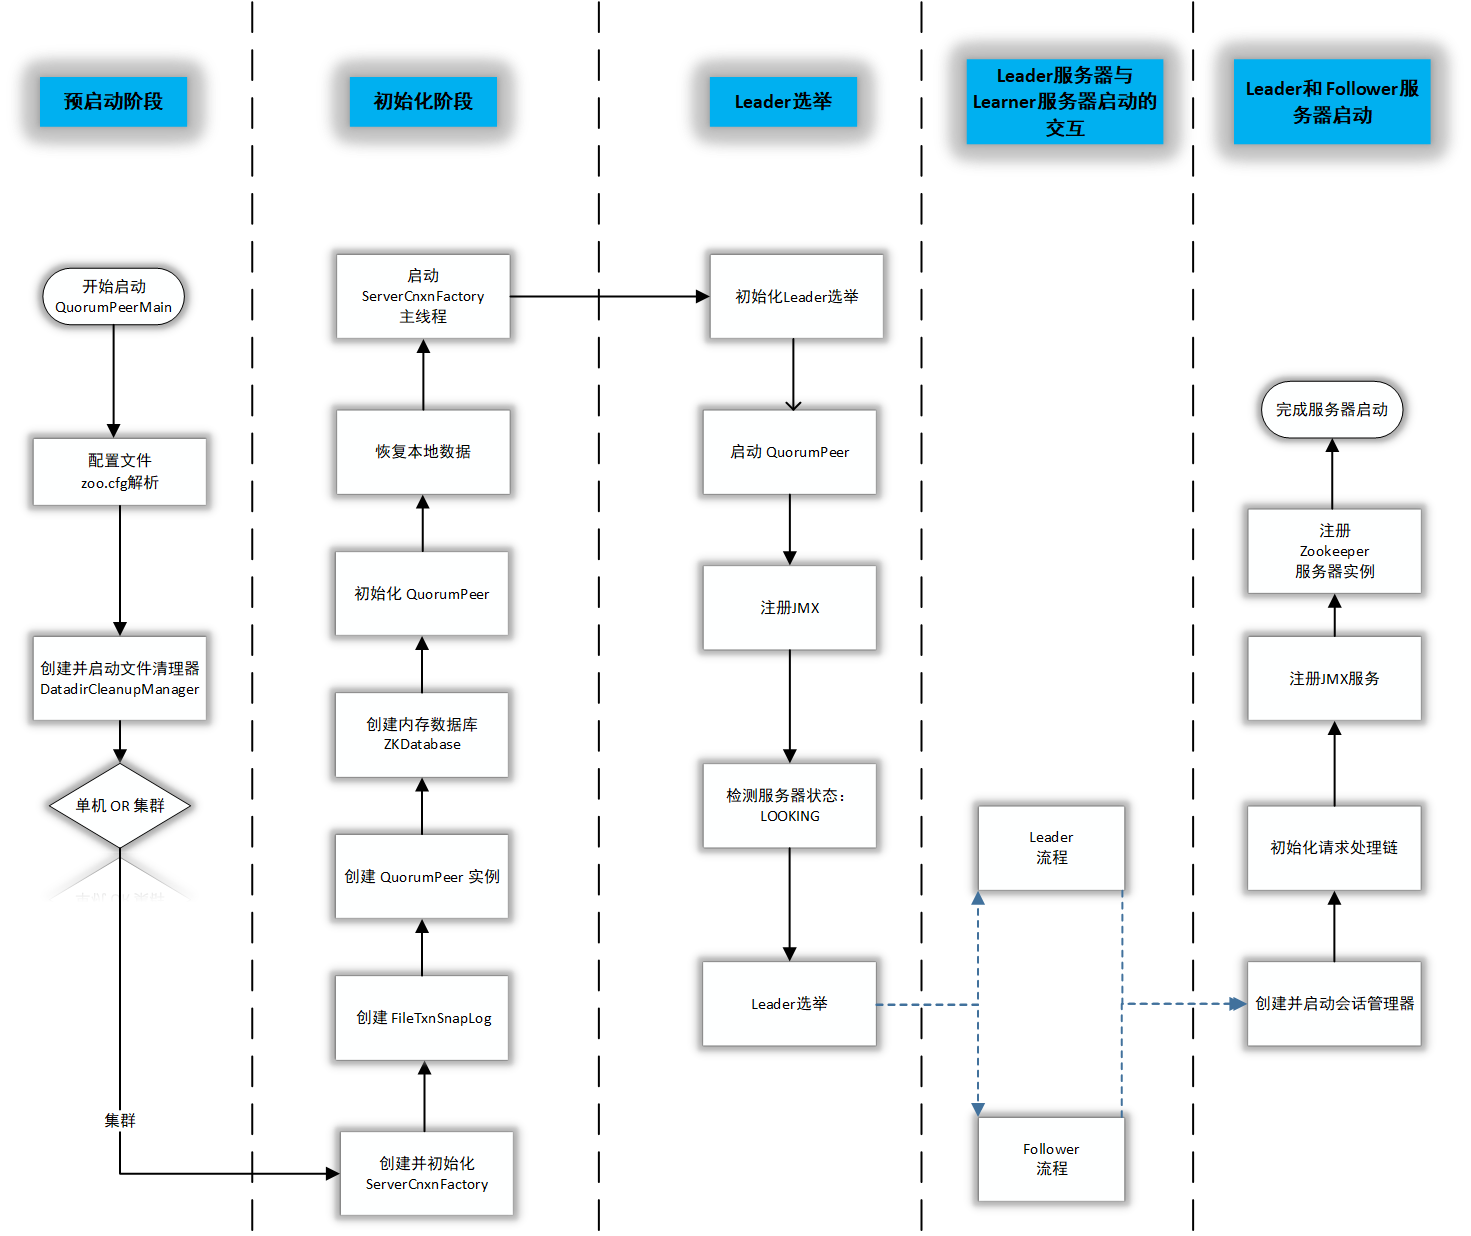 预启动阶段
初始化阶段
Leader选举
Leader服务器与
Learner服务器启动的
交互
Leader和Follower服
务器启动
开始启动
QuorumPeerMain
配置文件
zoo.cfg解析
创建并启动文件清理器
DatadirCleanupManager
单机 OR 集群
集群
启动
ServerCnxnFactory
主线程
恢复本地数据
初始化 QuorumPeer
创建内存数据库
ZKDatabase
创建 QuorumPeer 实例
创建 FileTxnSnapLog
创建并初始化
ServerCnxnFactory
初始化Leader选举
启动 QuorumPeer
注册JMX
检测服务器状态：
LOOKING
Leader选举
Leader
流程
Follower
流程
完成服务器启动
注册
Zookeeper
服务器实例
注册JMX服务
初始化请求处理链
创建并启动会话管理器